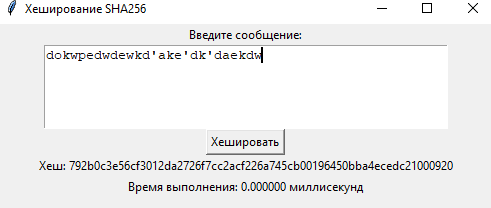 Хеширование SHA256
Введите сообщение:
dokwpedwdewkd'ake'dk'daekdw
Хешировать
Хеш: 792b0c3e56cf3012da2726f7cc2acf226a745cb00196450bba4ecedc21000920
Время выполнения: 0.000000 миллисекунд